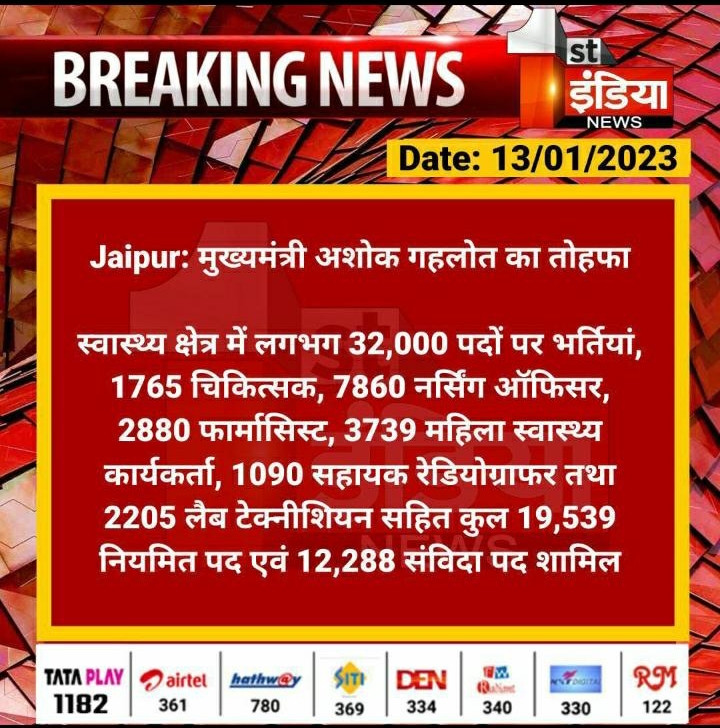 BREAKING NEWS
1st
इंडिया
NEWS
Date: 13/01/2023
Jaipur: मुख्यमंत्री अशोक गहलोत का तोहफा
स्वास्थ्य क्षेत्र में लगभग 32,000 पदों पर भर्तियां,
1765 चिकित्सक, 7860 नर्सिंग ऑफिसर,
2880 फार्मासिस्ट, 3739 महिला स्वास्थ्य
कार्यकर्ता, 1090 सहायक रेडियोग्राफर तथा
2205 लैब टेक्नीशियन सहित कुल 19,539
नियमित पद एवं 12,288 संविदा पद शामिल
TATA PLAY airtel hathway SITI DEN RM
1182 361 780 369 334 340 330 122